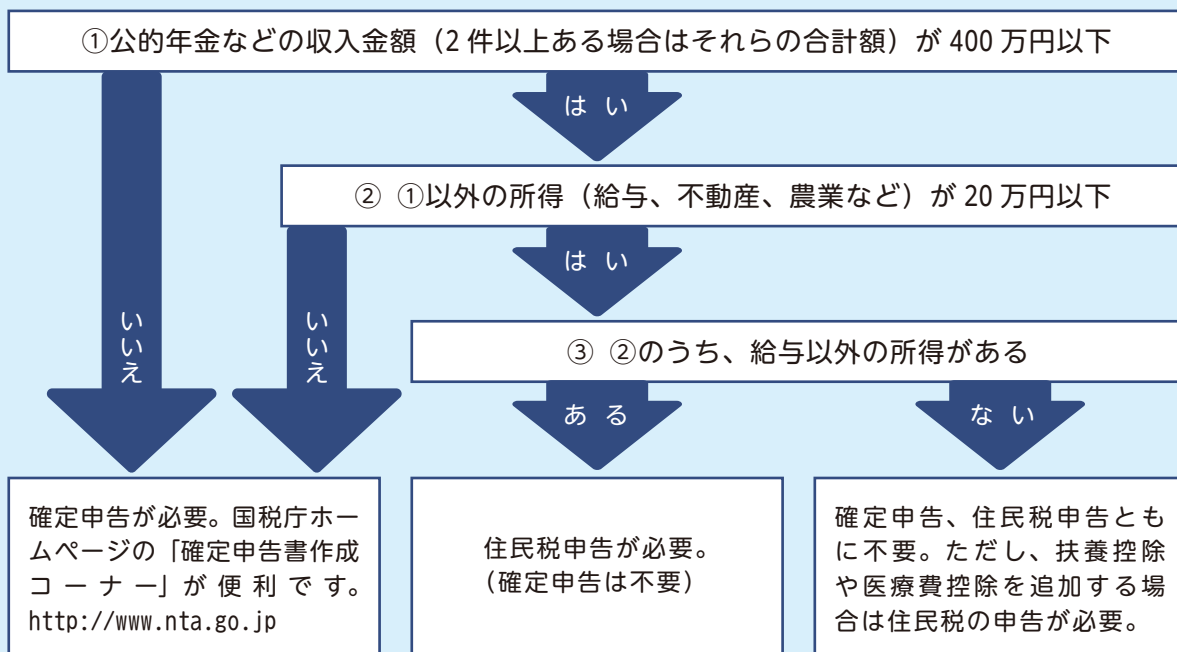 ①公的年金などの収入金額（2 件以上ある場合はそれらの合計額）が 400 万円以下
はい
② ①以外の所得（給与、不動産、農業など）が 20 万円以下
はい
いいえ
いいえ
③ ②のうち、給与以外の所得がある
ある
ない
確定申告が必要。国税庁ホー
ムページの「確定申告書作成
コーナー」が便利です。
http://www.nta.go.jp
住民税申告が必要。
（確定申告は不要）
確定申告、住民税申告とも
に不要。ただし、扶養控除
や医療費控除を追加する場
合は住民税の申告が必要。